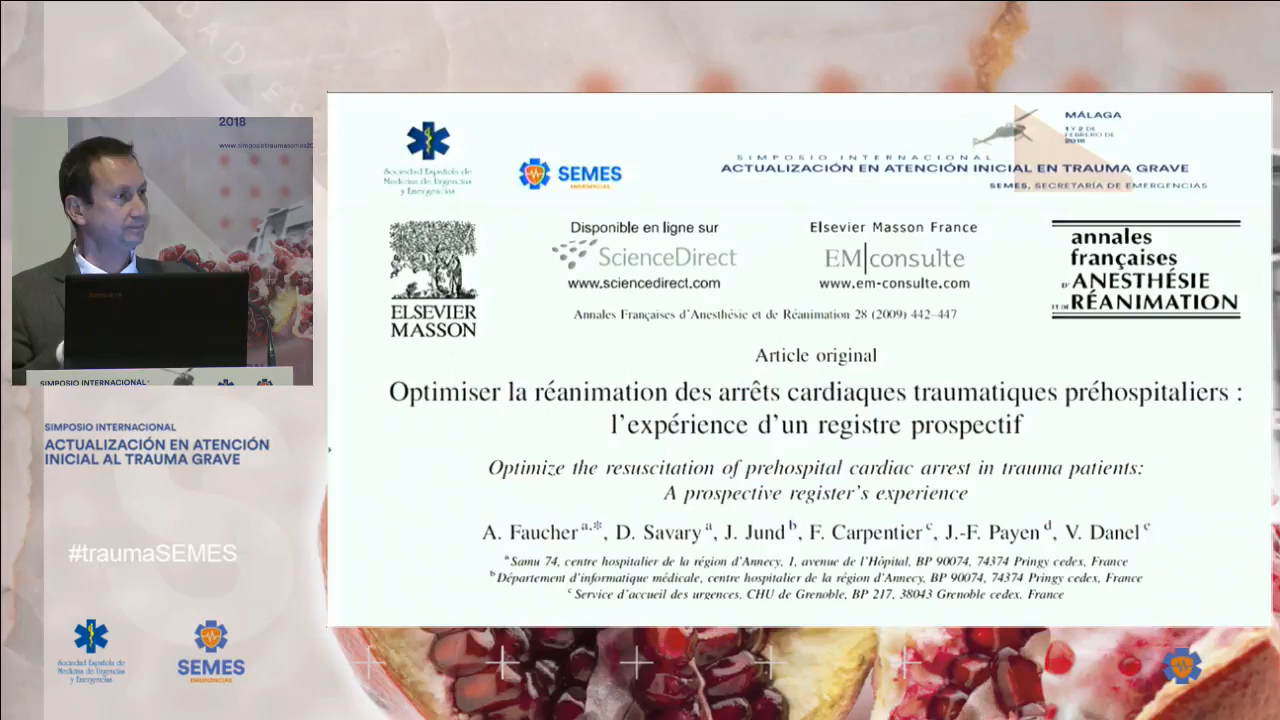 2018
SIMPOSIO INTERNACIONAL
SIMPOSIO INTERNACIONAL
ACTUALIZACIÓN EN ATENCIÓN
INICIAL AL TRAUMA GRAVE
#traumaSEMES
Sociedad Española de
Medicina de Urgencias
y Emergencias
SEMES
EMERGENCIAS
Sociedad Española de
Medicina de Urgencias
y Emergencias
SEMES
EMERGENCIAS
MÁLAGA
1 Y 2 DE
FEBRERO DE
2018
SIMPOSIO INTERNACIONAL
ACTUALIZACIÓN EN ATENCIÓN INICIAL EN TRAUMA GRAVE
SEMES, SECRETARÍA DE EMERGENCIAS
ELSEVIER
MASSON
Disponible en ligne sur
ScienceDirect
www.sciencedirect.com
Elsevier Masson France
EM|consulte
www.em-consulte.com
annales
françaises
D'ANESTHÉSIE
ET DE RÉANIMATION
Annales Françaises d'Anesthésie et de Réanimation 28 (2009) 442–447
Article original
Optimiser la réanimation des arrêts cardiaques traumatiques préhospitaliers :
l'expérience d'un registre prospectif
Optimize the resuscitation of prehospital cardiac arrest in trauma patients:
A prospective register's experience
A. Faucher a,*, D. Savary a, J. Jund b, F. Carpentier c, J.-F. Payen d, V. Danel c
a Samu 74, centre hospitalier de la région d'Annecy, 1, avenue de l'Hôpital, BP 90074, 74374 Pringy cedex, France
b Département d'informatique médicale, centre hospitalier de la région d'Annecy, BP 90074, 74374 Pringy cedex, France
c Service d'accueil des urgences, CHU de Grenoble, BP 217, 38043 Grenoble cedex, France